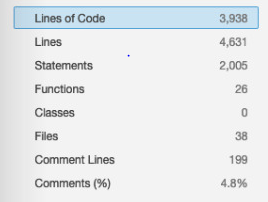 Lines of Code 3,938
Lines 4,631
Statements 2,005
Functions 26
Classes 0
Files 38
Comment Lines 199
Comments (%) 4.8%